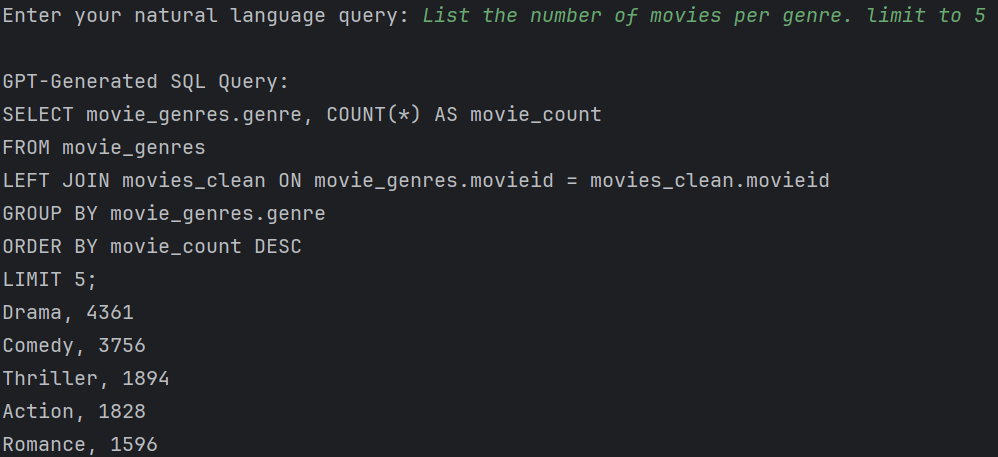 Enter your natural language query: List the number of movies per genre. limit to 5
GPT-Generated SQL Query:
SELECT movie_genres.genre, COUNT(*) AS movie_count
FROM movie_genres
LEFT JOIN movies_clean ON movie_genres.movieid = movies_clean.movieid
GROUP BY movie_genres.genre
ORDER BY movie_count DESC
LIMIT 5;
Drama, 4361
Comedy, 3756
Thriller, 1894
Action, 1828
Romance, 1596